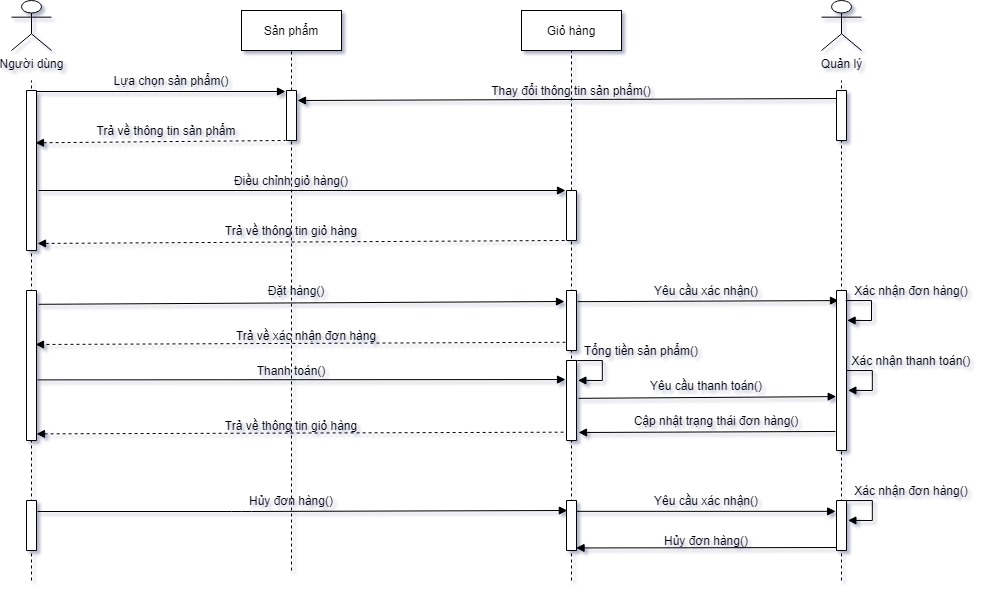 Người dùng
Sản phẩm
Giỏ hàng
Quản lý
Lựa chọn sản phẩm()
Thay đổi thông tin sản phẩm()
Trả về thông tin sản phẩm
Điều chỉnh giỏ hàng()
Trả về thông tin giỏ hàng
Đặt hàng()
Yêu cầu xác nhận()
Xác nhận đơn hàng()
Trả về xác nhận đơn hàng
Tổng tiền sản phẩm()
Xác nhận thanh toán()
Thanh toán()
Yêu cầu thanh toán()
Trả về thông tin giỏ hàng
Cập nhật trạng thái đơn hàng()
Hủy đơn hàng()
Yêu cầu xác nhận()
Xác nhận đơn hàng()
Hủy đơn hàng()